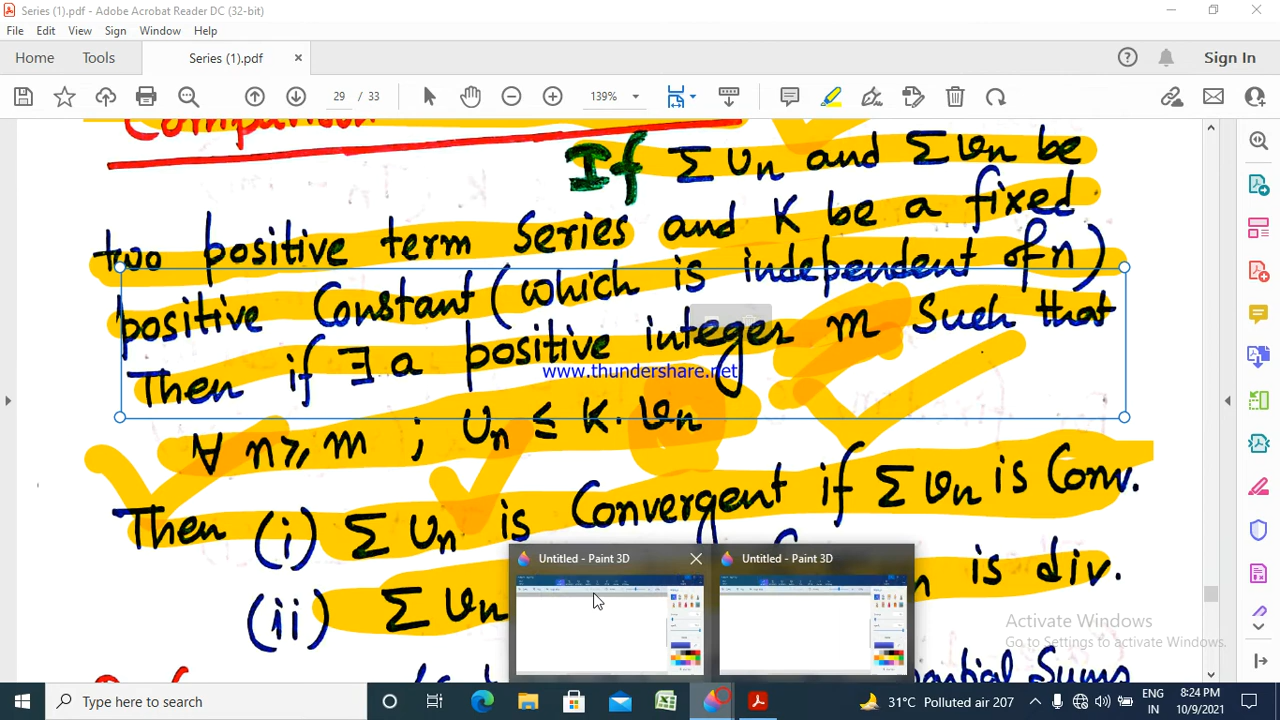 Series (1).pdf - Adobe Acrobat Reader DC (32-bit)
File Edit View Sign Window Help
Home Tools Series (1).pdf Sign In
29 / 33 139%
Comparison
If Σ Un and Σ Vn be
two positive term Series and K be a fixed
positive Constant (which is independent of n)
Then if ∃ a positive integer m Such that
www.thundershare.net
∀ n ≥ m ; Un ≤ K. Vn
Then (i) Σ Un is Convergent if Σ Vn is Conv.
Untitled - Paint 3D Untitled - Paint 3D
(ii) Σ Vn is div.
Activate Windows
Go to Settings to activate Windows.
Partial Sums
Type here to search
31°C Polluted air 207 ENG 8:24 PM
IN 10/9/2021